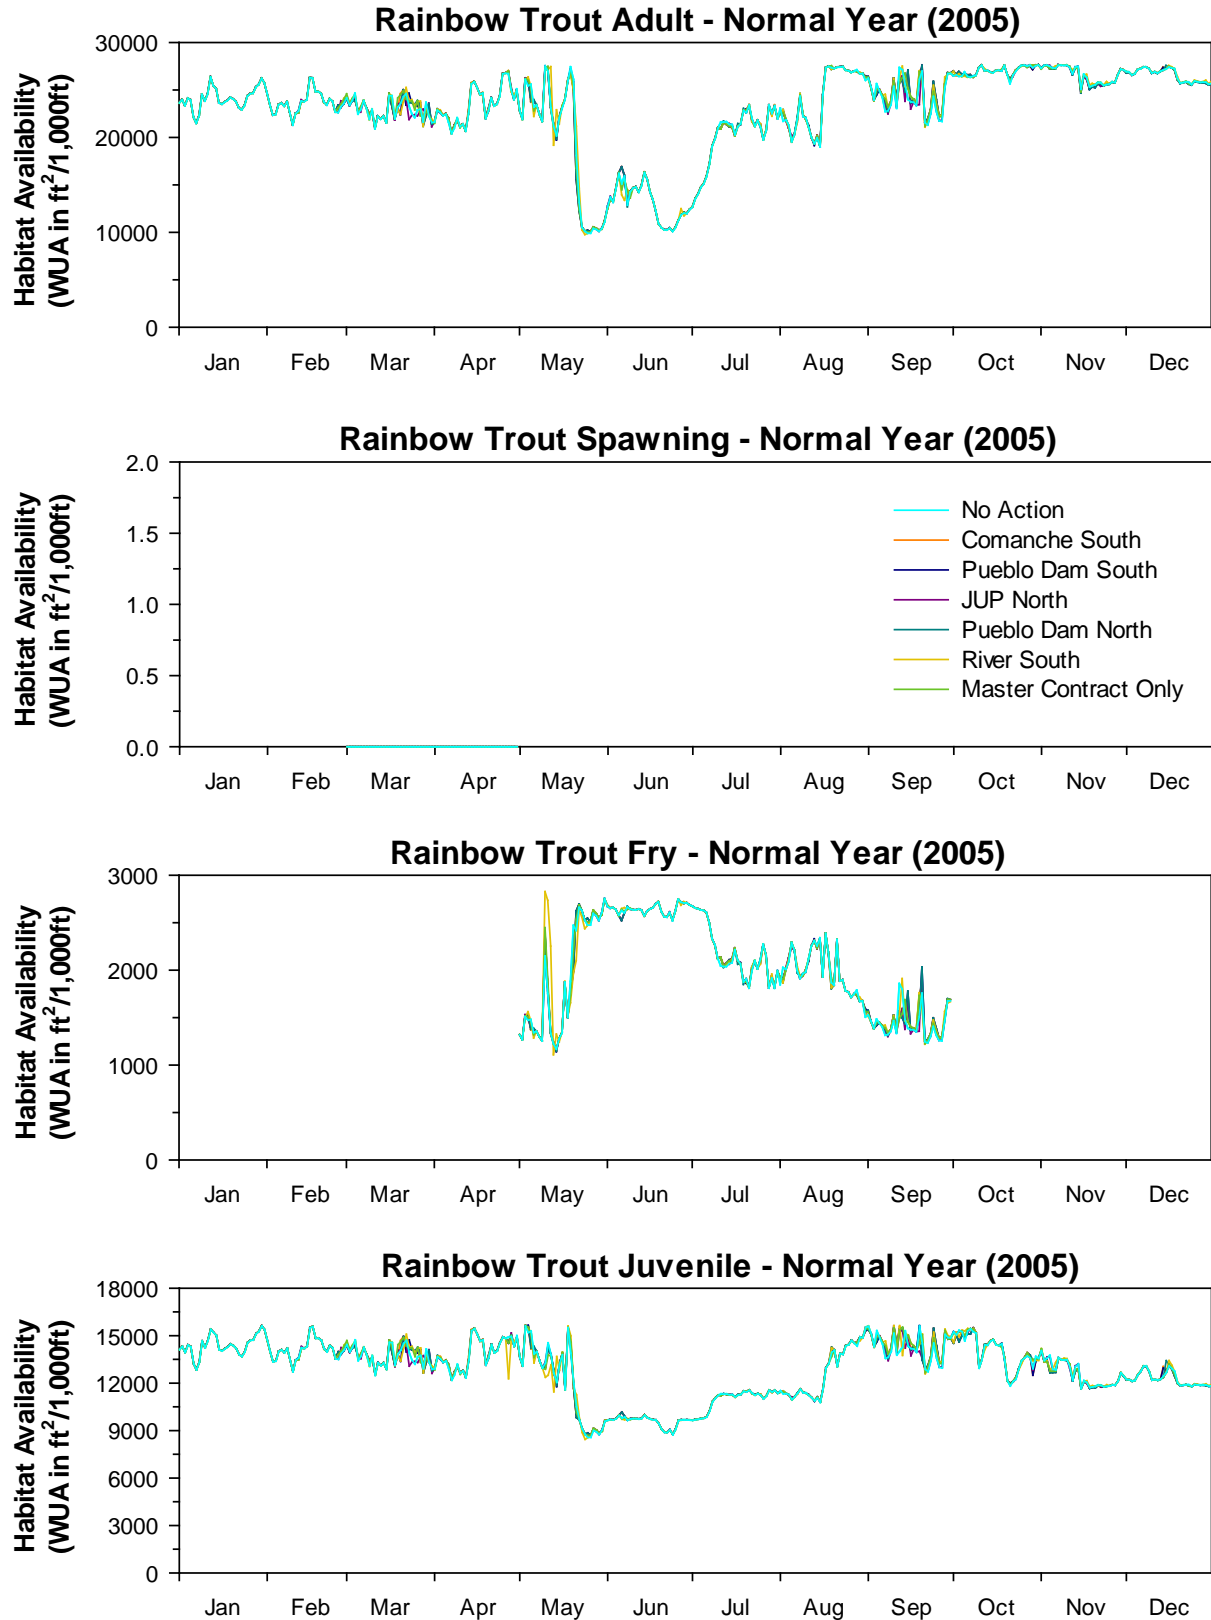 Rainbow Trout Adult - Normal Year (2005)
Habitat Availability
(WUA in ft²/1,000ft)
30000
20000
10000
0
Jan Feb Mar Apr May Jun Jul Aug Sep Oct Nov Dec
Rainbow Trout Spawning - Normal Year (2005)
Habitat Availability
(WUA in ft²/1,000ft)
2.0
1.5
1.0
0.5
0.0
No Action
Comanche South
Pueblo Dam South
JUP North
Pueblo Dam North
River South
Master Contract Only
Jan Feb Mar Apr May Jun Jul Aug Sep Oct Nov Dec
Rainbow Trout Fry - Normal Year (2005)
Habitat Availability
(WUA in ft²/1,000ft)
3000
2000
1000
0
Jan Feb Mar Apr May Jun Jul Aug Sep Oct Nov Dec
Rainbow Trout Juvenile - Normal Year (2005)
Habitat Availability
(WUA in ft²/1,000ft)
18000
15000
12000
9000
6000
3000
0
Jan Feb Mar Apr May Jun Jul Aug Sep Oct Nov Dec